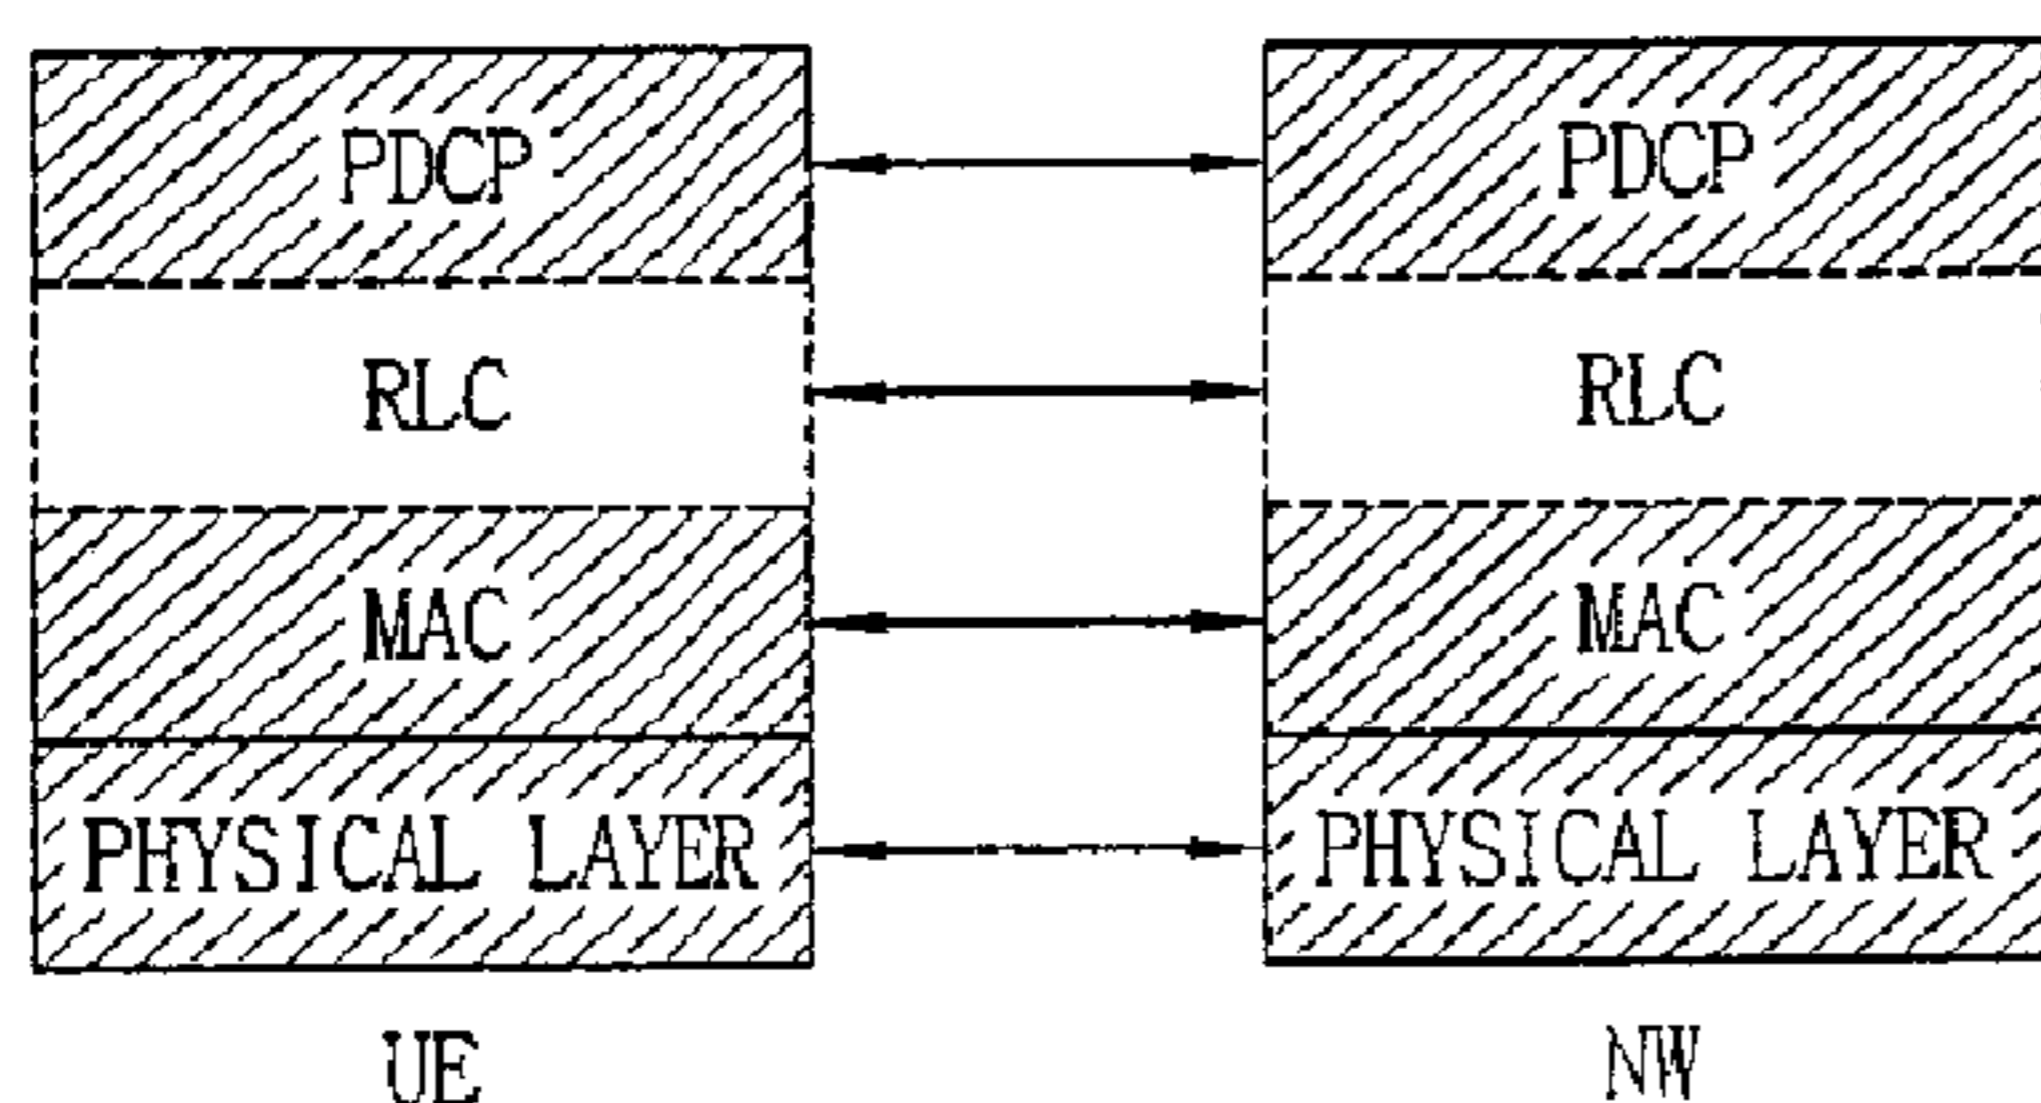 PDCP PDCP
RLC RLC
MAC MAC
PHYSICAL LAYER PHYSICAL LAYER
UE NW